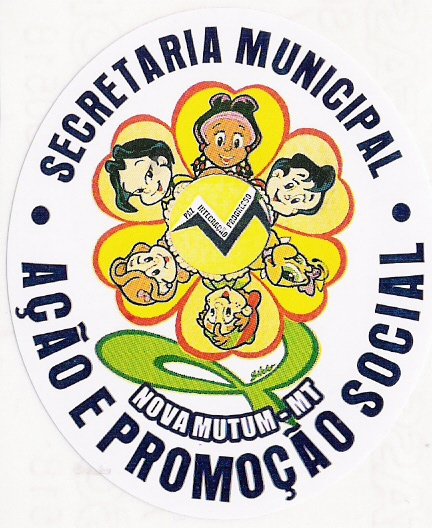 SECRETARIA MUNICIPAL
PAZ INTEGRAÇÃO PROGRESSO
NOVA MUTUM - MT
• AÇÃO E PROMOÇÃO SOCIAL •